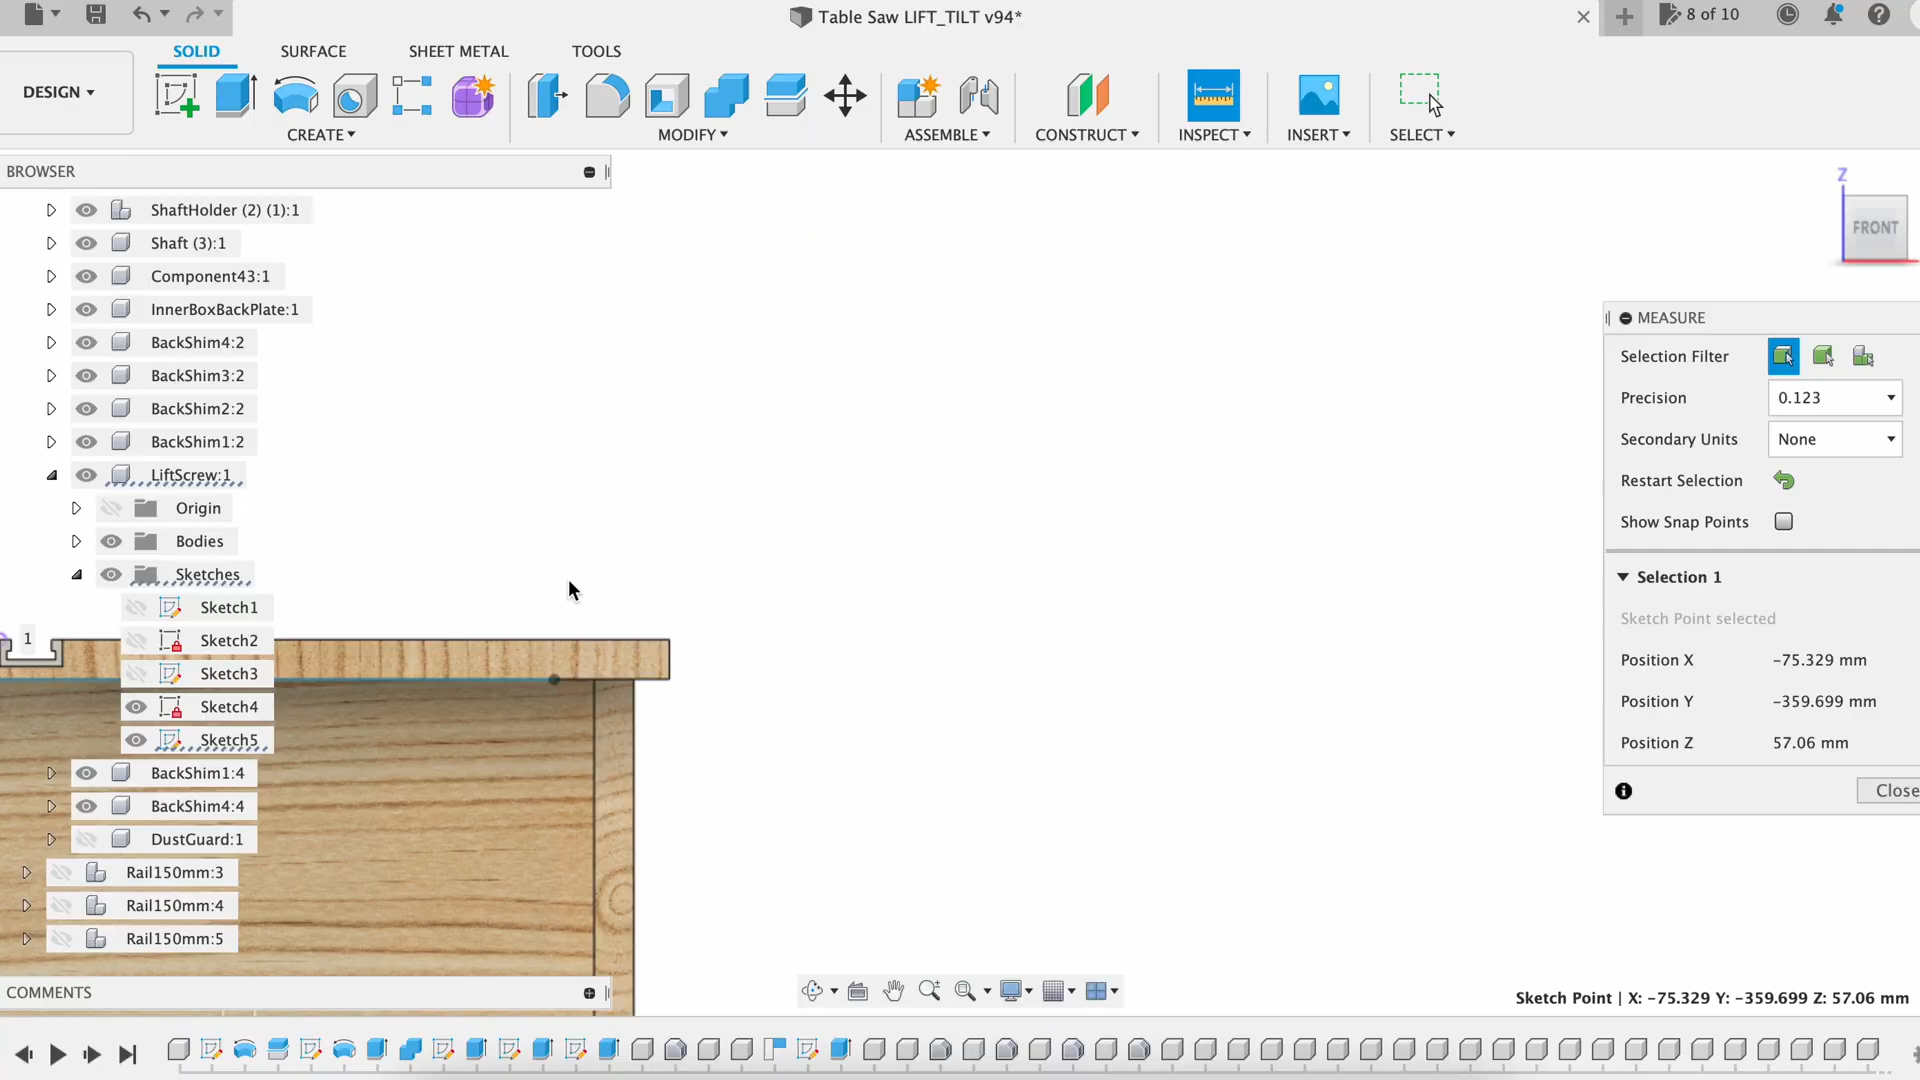 Table Saw LIFT_TILT v94*
8 of 10
SOLID
SURFACE
SHEET METAL
TOOLS
DESIGN
CREATE
MODIFY
ASSEMBLE
CONSTRUCT
INSPECT
INSERT
SELECT
BROWSER
ShaftHolder (2) (1):1
Shaft (3):1
Component43:1
InnerBoxBackPlate:1
BackShim4:2
BackShim3:2
BackShim2:2
BackShim1:2
LiftScrew:1
Origin
Bodies
Sketches
Sketch1
1
Sketch2
Sketch3
Sketch4
Sketch5
BackShim1:4
BackShim4:4
DustGuard:1
Rail150mm:3
Rail150mm:4
Rail150mm:5
COMMENTS
Z
FRONT
MEASURE
Selection Filter
Precision 0.123
Secondary Units None
Restart Selection
Show Snap Points
Selection 1
Sketch Point selected
Position X -75.329 mm
Position Y -359.699 mm
Position Z 57.06 mm
Close
Sketch Point | X: -75.329 Y: -359.699 Z: 57.06 mm